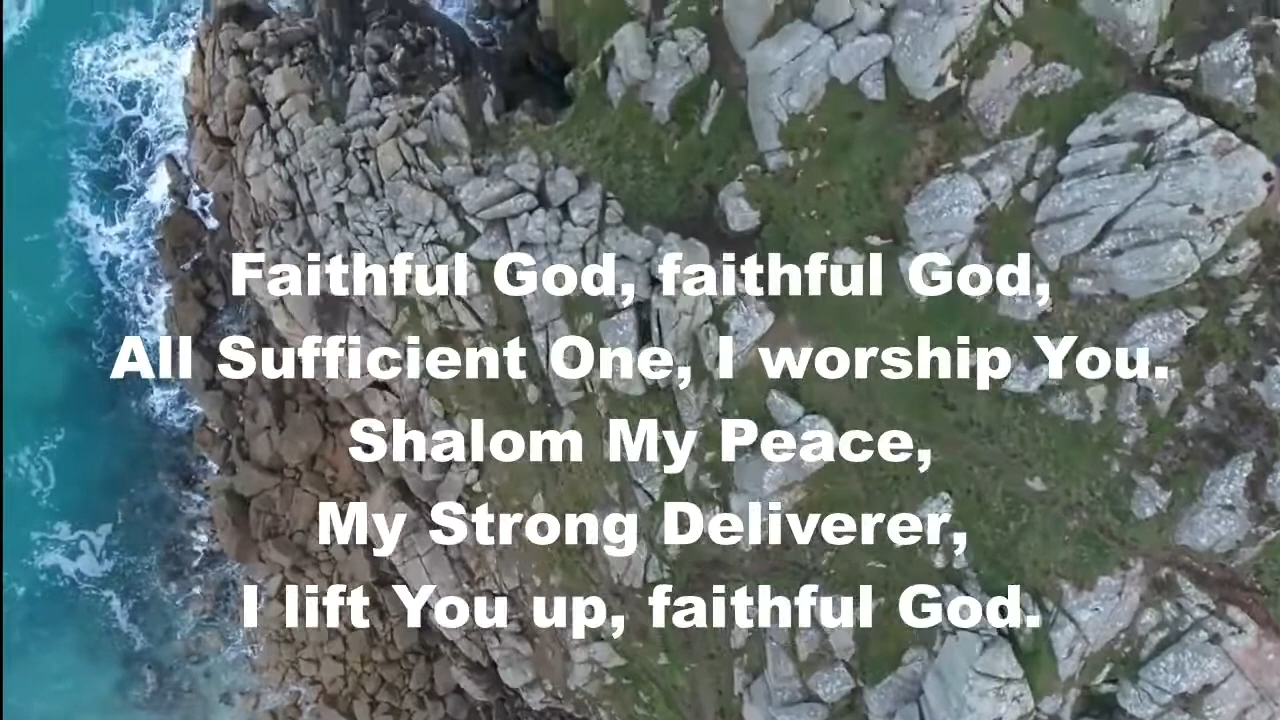 Faithful God, faithful God,
All Sufficient One, I worship You.
Shalom My Peace,
My Strong Deliverer,
I lift You up, faithful God.